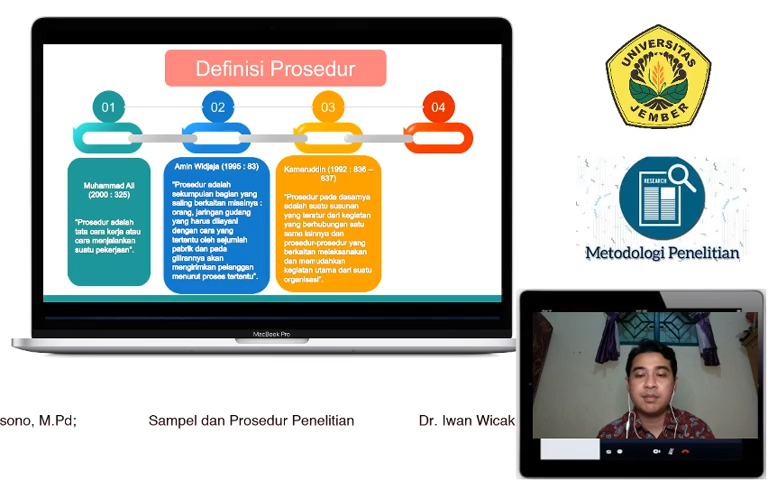 Definisi Prosedur
01
02
03
04
Muhammad Ali
(2000 : 325)
"Prosedur adalah
tata cara kerja atau
cara menjalankan
suatu pekerjaan".
Amin Widjaja (1995 : 83)
"Prosedur adalah
sekumpulan bagian yang
saling berkaitan misalnya :
orang, jaringan gudang
yang harus dilayani
dengan cara yang
tertentu oleh sejumlah
pabrik dan pada
gilirannya akan
mengirimkan pelanggan
menurut proses tertentu".
Kamaruddin (1992 : 836 –
837)
"Prosedur pada dasarnya
adalah suatu susunan
yang teratur dari kegiatan
yang berhubungan satu
sama lainnya dan
prosedur-prosedur yang
berkaitan melaksanakan
dan memudahkan
kegiatan utama dari suatu
organisasi".
MacBook Pro
UNIVERSITAS
JEMBER
RESEARCH
Metodologi Penelitian
sono, M.Pd; Sampel dan Prosedur Penelitian Dr. Iwan Wicak